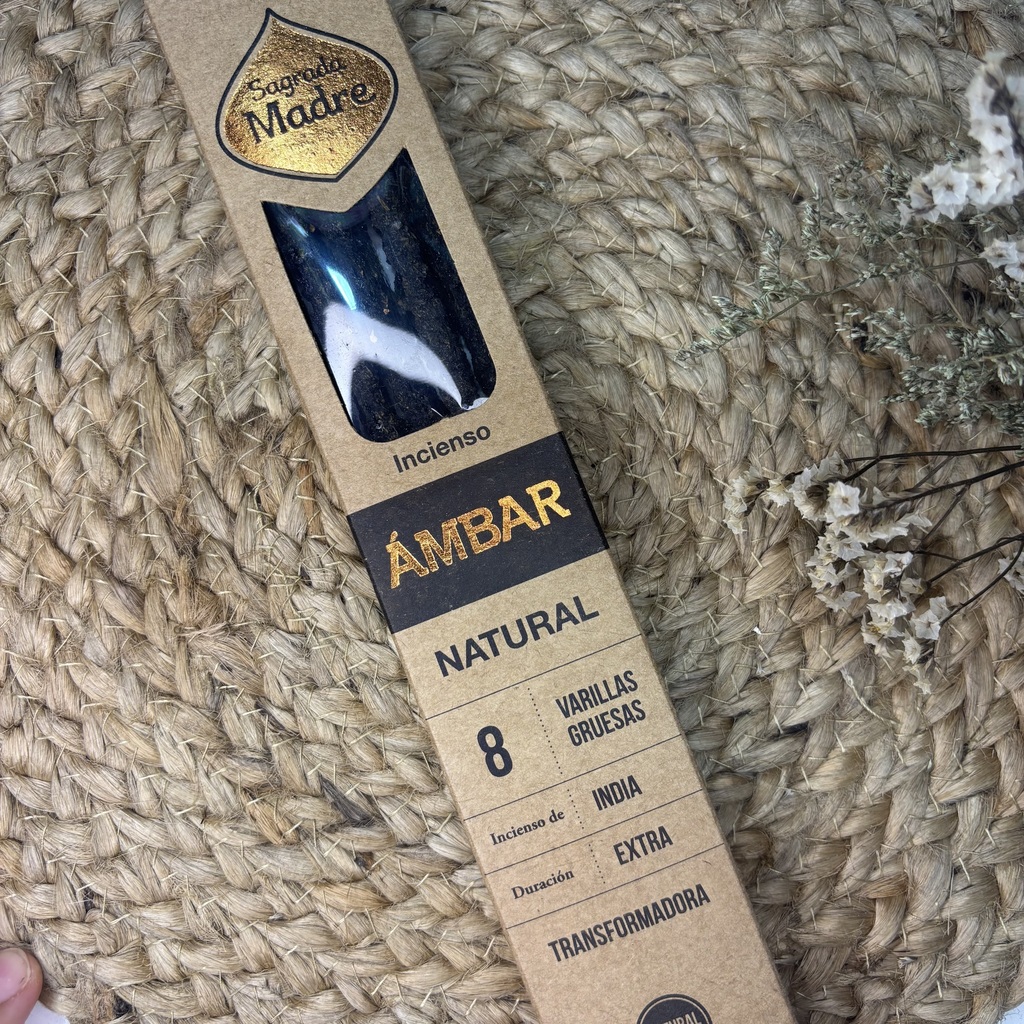 Sagrada
Madre
Incienso
ÁMBAR
NATURAL
8
VARILLAS
GRUESAS
Incienso de
INDIA
Duración
EXTRA
TRANSFORMADORA